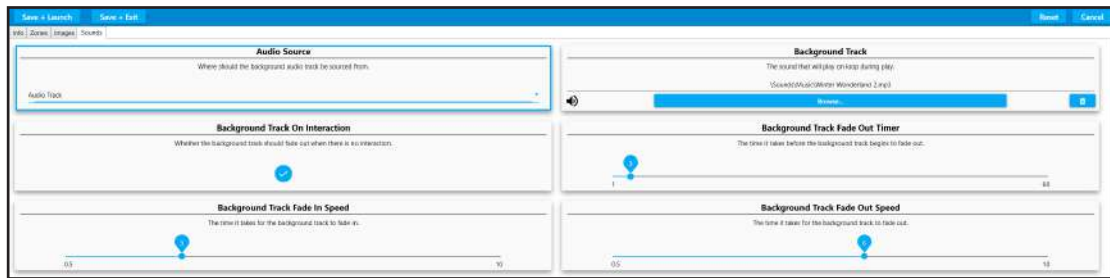 Save + Launch Save + Exit Reset Cancel
Info Zones Images Sounds
Audio Source
Where should the background audio track be sourced from.
Audio Track
Background Track
The sound that will play on loop during play.
\Sounds\Music\Winter Wonderland 2.mp3
Browse...
Background Track On Interaction
Whether the background track should fade out when there is no interaction.
Background Track Fade Out Timer
The time it takes before the background track begins to fade out.
1 60
Background Track Fade In Speed
The time it takes for the background track to fade in.
0.5 10
Background Track Fade Out Speed
The time it takes for the background track to fade out.
0.5 10